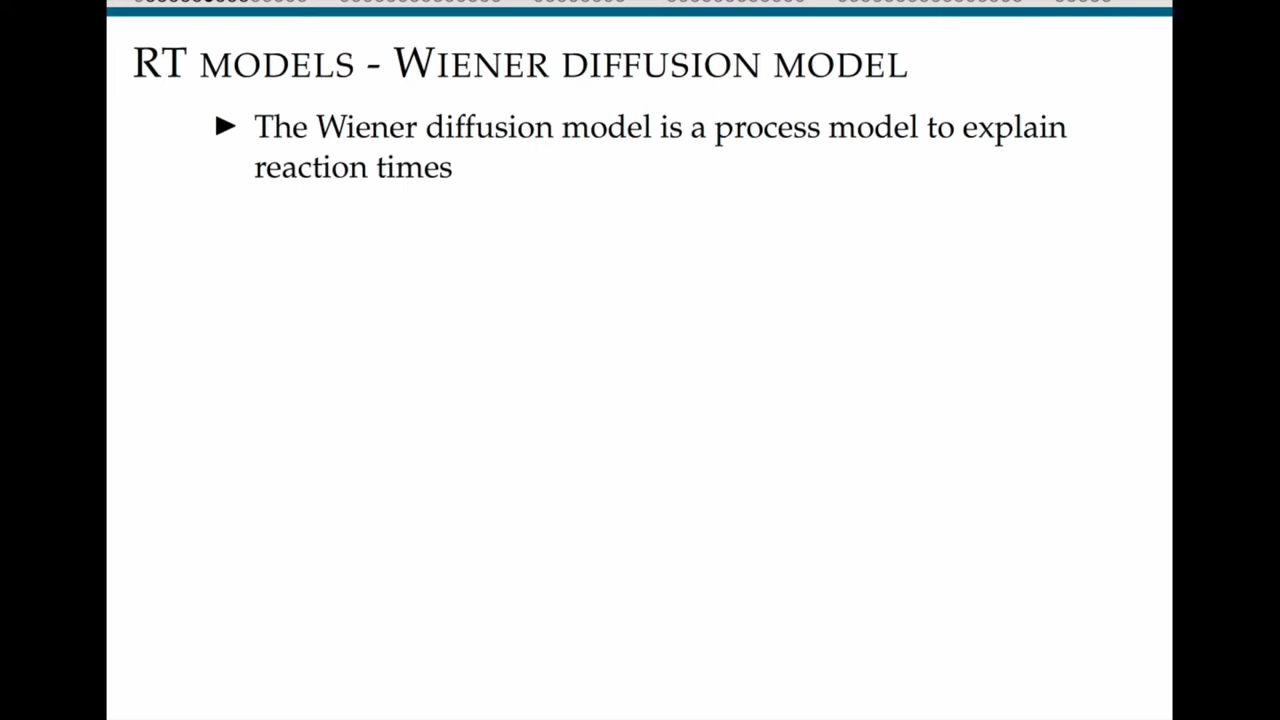 RT MODELS - WIENER DIFFUSION MODEL
▶ The Wiener diffusion model is a process model to explain
reaction times